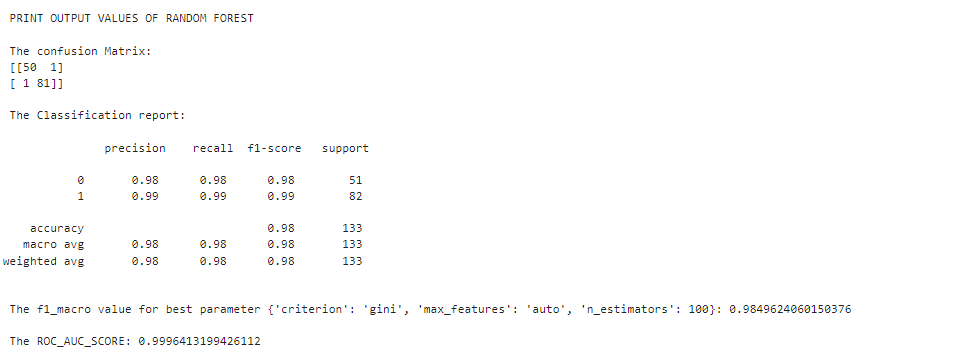 PRINT OUTPUT VALUES OF RANDOM FOREST
The confusion Matrix:
[[50  1]
[ 1 81]]
The Classification report:
precision recall f1-score support
0 0.98 0.98 0.98 51
1 0.99 0.99 0.99 82
accuracy 0.98 133
macro avg 0.98 0.98 0.98 133
weighted avg 0.98 0.98 0.98 133
The f1_macro value for best parameter {'criterion': 'gini', 'max_features': 'auto', 'n_estimators': 100}: 0.9849624060150376
The ROC_AUC_SCORE: 0.9996413199426112